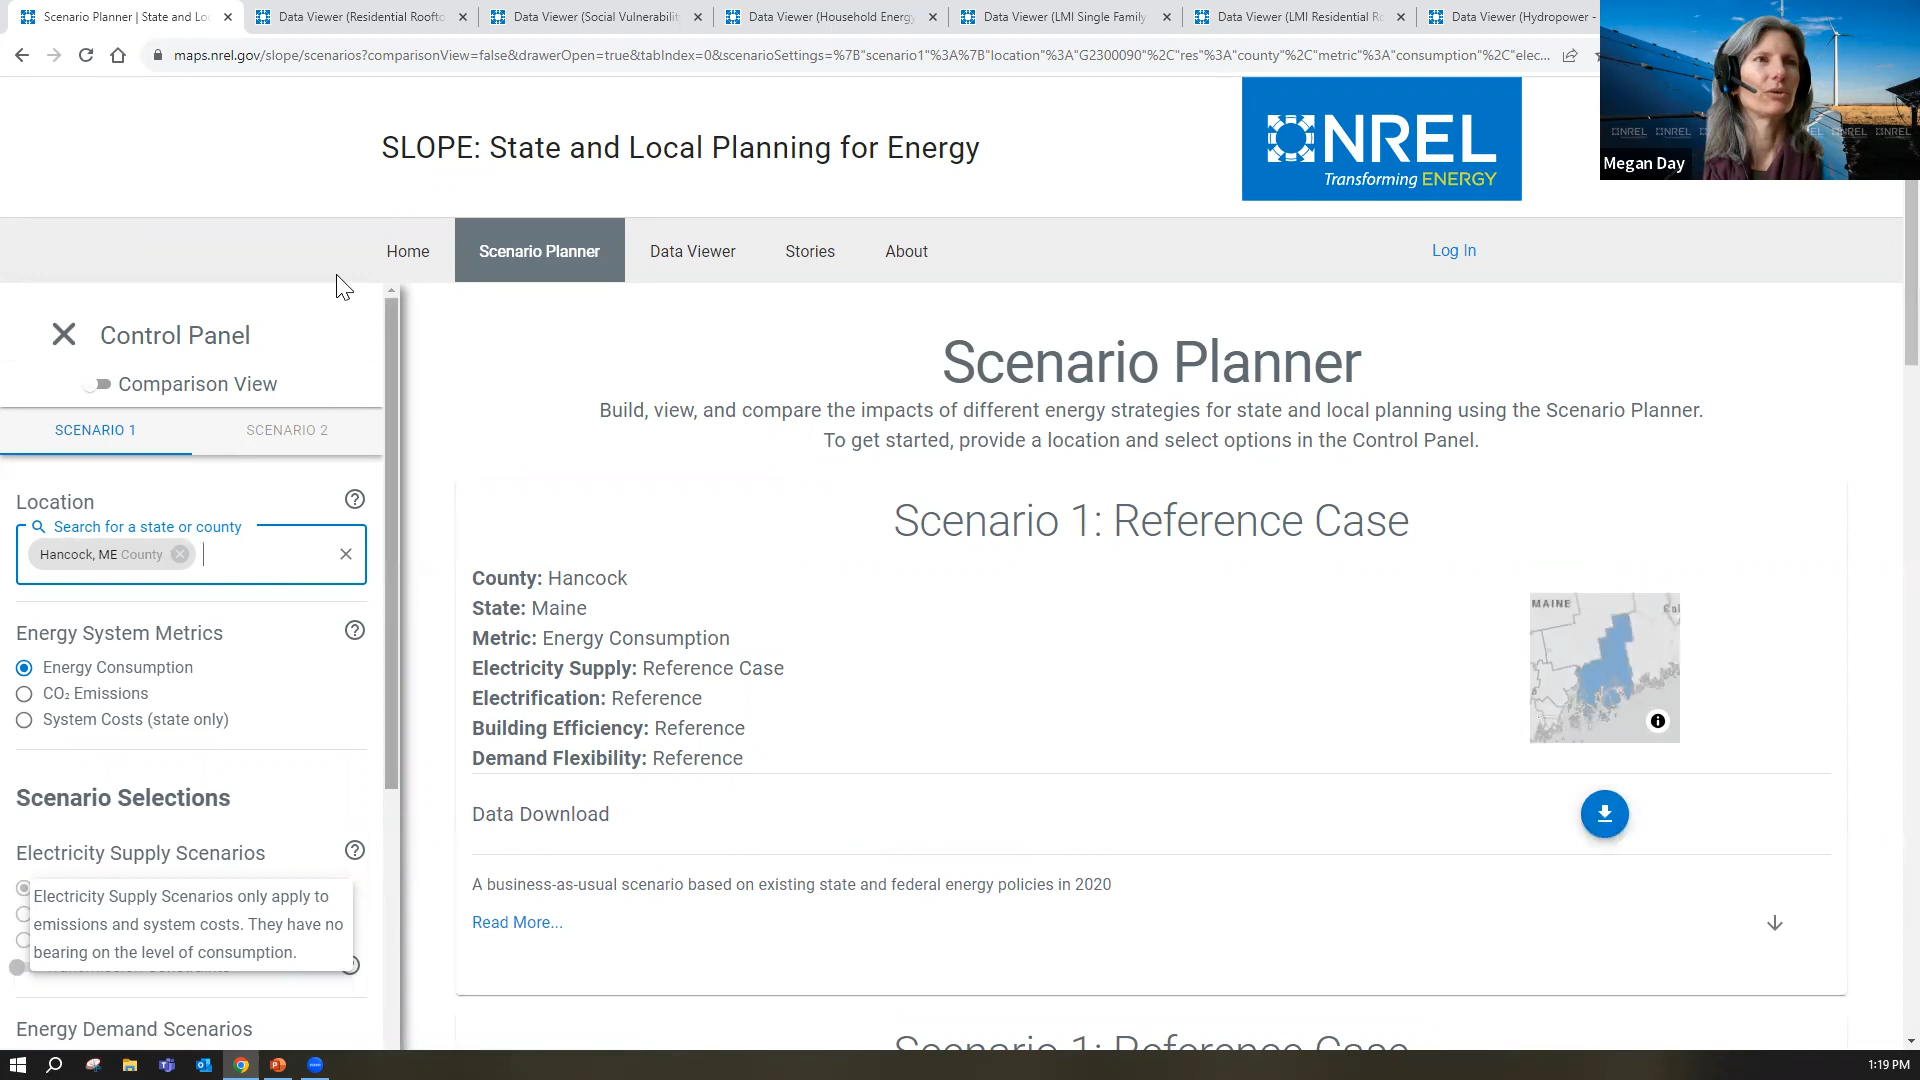 Scenario Planner | State and Lo
Data Viewer (Residential Roofto
Data Viewer (Social Vulnerabilit
Data Viewer (Household Energy
Data Viewer (LMI Single Family
Data Viewer (LMI Residential Ro
Data Viewer (Hydropower -
maps.nrel.gov/slope/scenarios?comparisonView=false&drawerOpen=true&tabIndex=0&scenarioSettings=%7B"scenario1"%3A%7B"location"%3A"G2300090"%2C"res"%3A"county"%2C"metric"%3A"consumption"%2C"elec...
NREL NREL NREL NREL
Megan Day
SLOPE: State and Local Planning for Energy
NREL
Transforming ENERGY
Home
Scenario Planner
Data Viewer
Stories
About
Log In
Control Panel
Comparison View
SCENARIO 1
SCENARIO 2
Location
Search for a state or county
Hancock, ME County
Energy System Metrics
Energy Consumption
CO₂ Emissions
System Costs (state only)
Scenario Selections
Electricity Supply Scenarios
Electricity Supply Scenarios only apply to
emissions and system costs. They have no
bearing on the level of consumption.
Energy Demand Scenarios
Scenario Planner
Build, view, and compare the impacts of different energy strategies for state and local planning using the Scenario Planner.
To get started, provide a location and select options in the Control Panel.
Scenario 1: Reference Case
County: Hancock
State: Maine
Metric: Energy Consumption
Electricity Supply: Reference Case
Electrification: Reference
Building Efficiency: Reference
Demand Flexibility: Reference
MAINE
Data Download
A business-as-usual scenario based on existing state and federal energy policies in 2020
Read More...
Scenario 1: Reference Case
1:19 PM